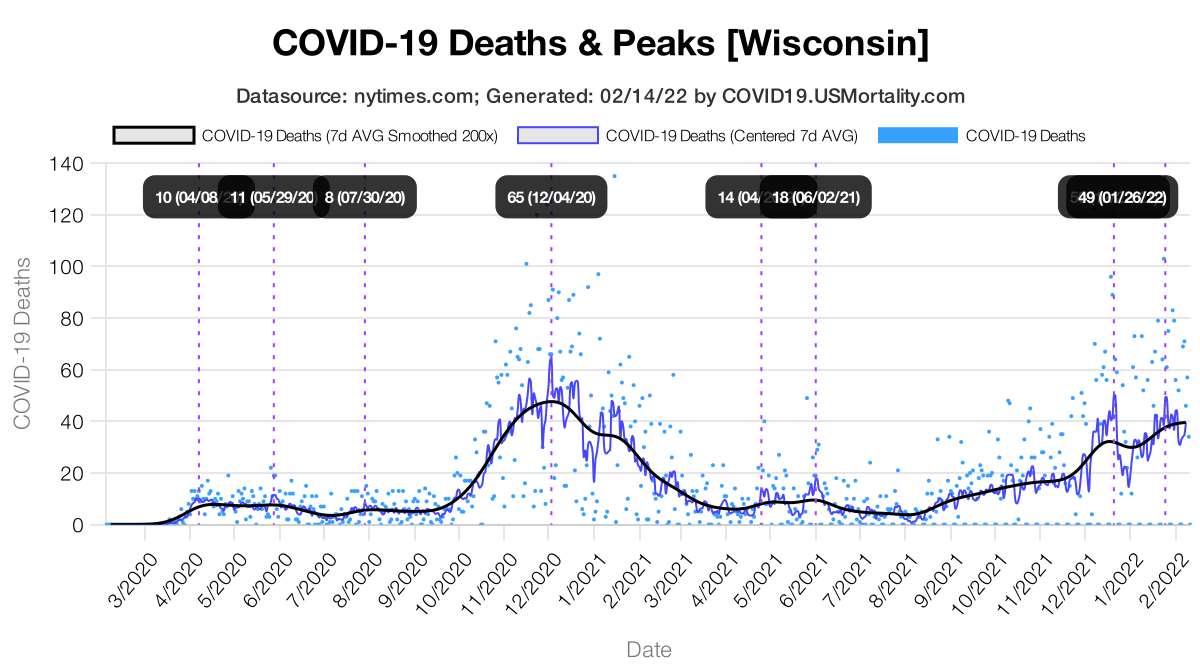 COVID-19 Deaths & Peaks [Wisconsin]
Datasource: nytimes.com; Generated: 02/14/22 by COVID19.USMortality.com
COVID-19 Deaths (7d AVG Smoothed 200x) COVID-19 Deaths (Centered 7d AVG) COVID-19 Deaths
140
10 (04/08/ 11 (05/29/20) 8 (07/30/20) 65 (12/04/20) 14 (04/ 18 (06/02/21) 49 (01/26/22)
120
100
80
60
40
20
0
COVID-19 Deaths
3/2020 4/2020 5/2020 6/2020 7/2020 8/2020 9/2020 10/2020 11/2020 12/2020 1/2021 2/2021 3/2021 4/2021 5/2021 6/2021 7/2021 8/2021 9/2021 10/2021 11/2021 12/2021 1/2022 2/2022
Date